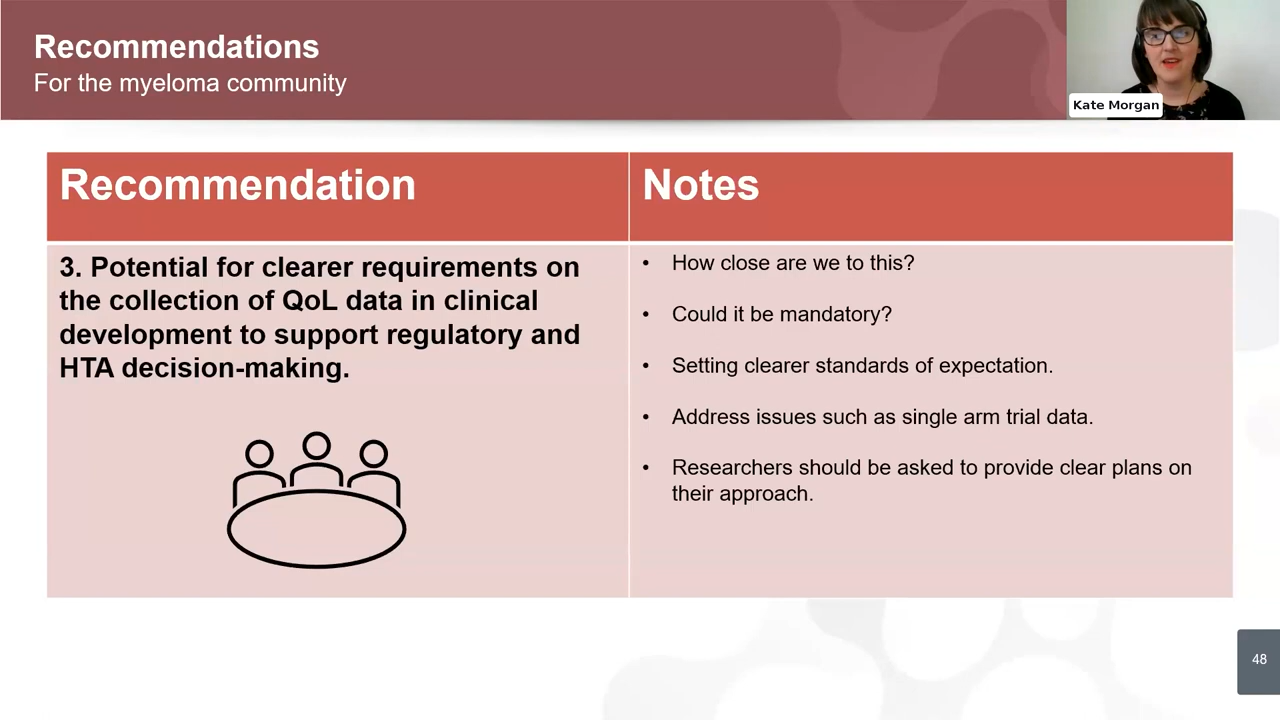 Recommendations
For the myeloma community
Kate Morgan
Recommendation
Notes
3. Potential for clearer requirements on
the collection of QoL data in clinical
development to support regulatory and
HTA decision-making.
• How close are we to this?
• Could it be mandatory?
• Setting clearer standards of expectation.
• Address issues such as single arm trial data.
• Researchers should be asked to provide clear plans on
their approach.
48